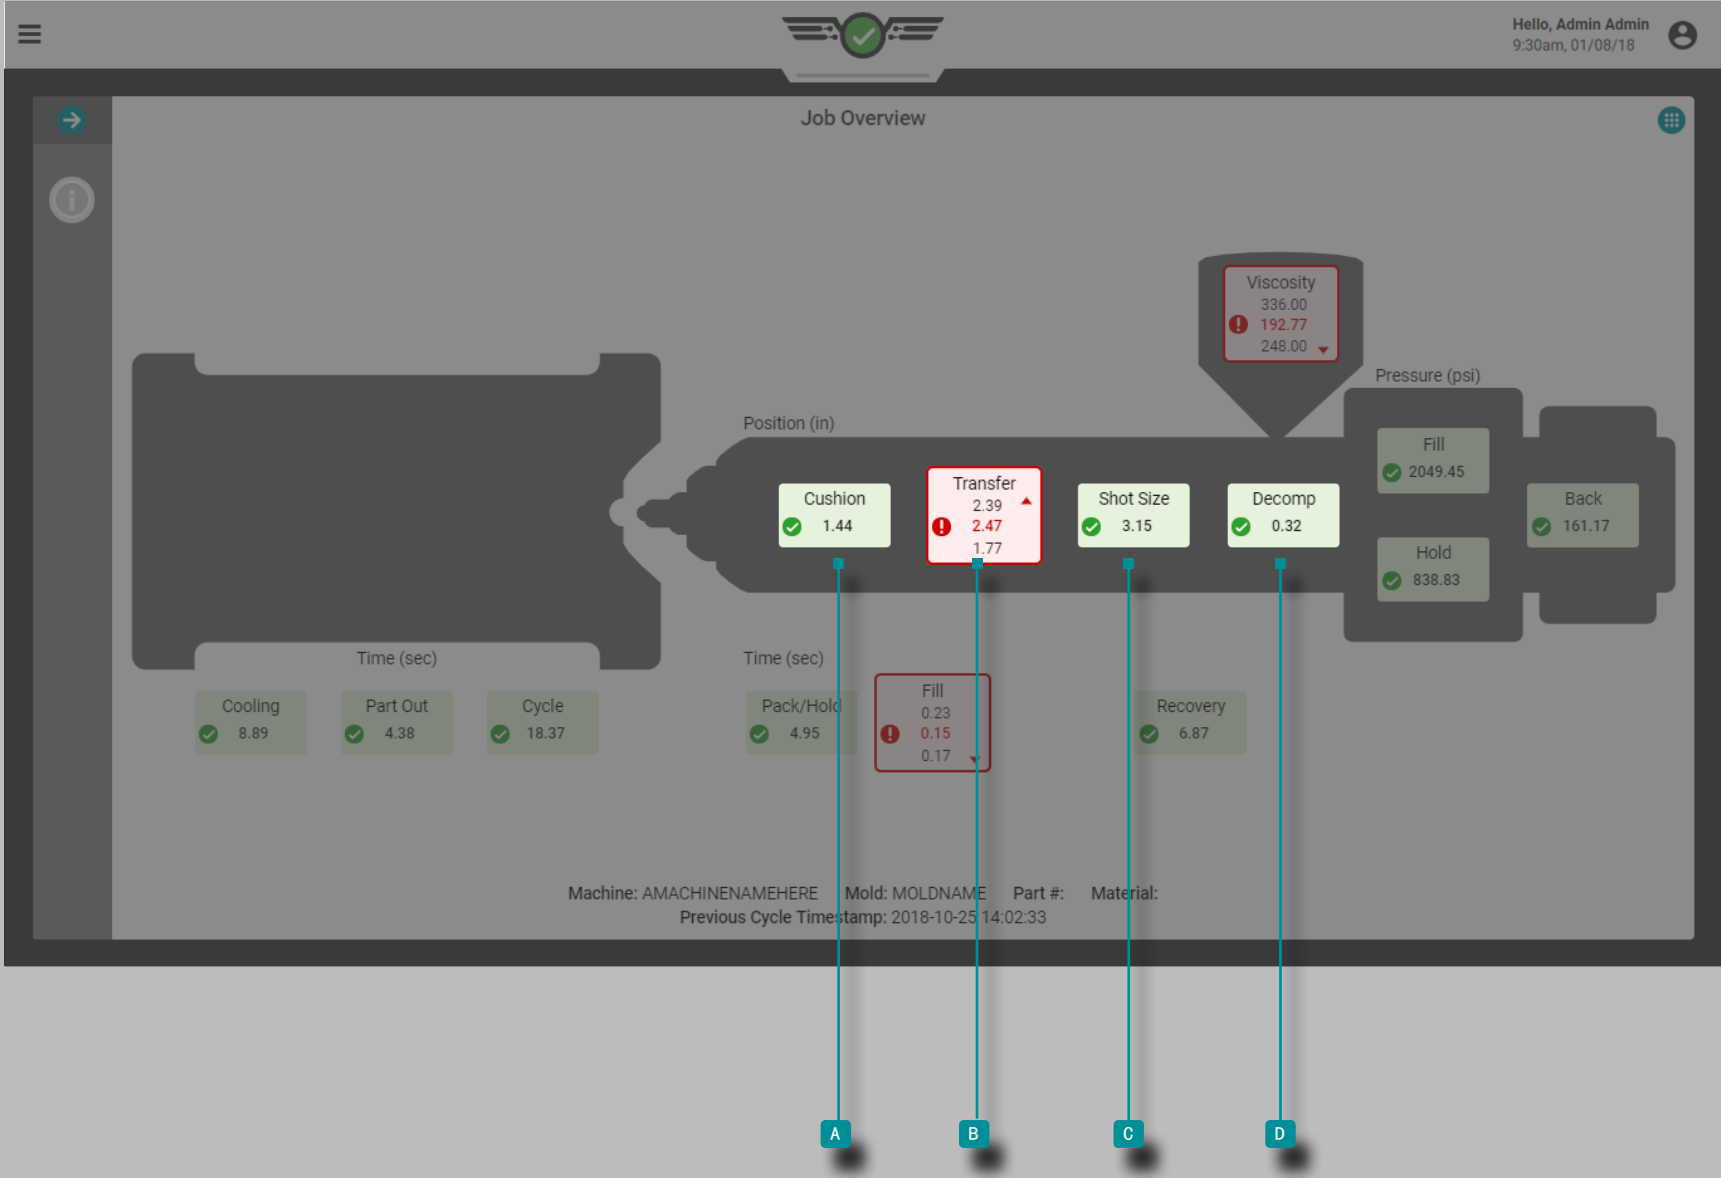 Hello, Admin Admin
9:30am, 01/08/18
Job Overview
Viscosity
336.00
192.77
248.00
Pressure (psi)
Position (in)
Fill
2049.45
Cushion
1.44
Transfer
2.39
2.47
1.77
Shot Size
3.15
Decomp
0.32
Back
161.17
Hold
838.83
Time (sec)
Time (sec)
Cooling
8.89
Part Out
4.38
Cycle
18.37
Pack/Hold
4.95
Fill
0.23
0.15
0.17
Recovery
6.87
Machine: AMACHINENAMEHERE Mold: MOLDNAME Part #: Material:
Previous Cycle Timestamp: 2018-10-25 14:02:33
A B C D